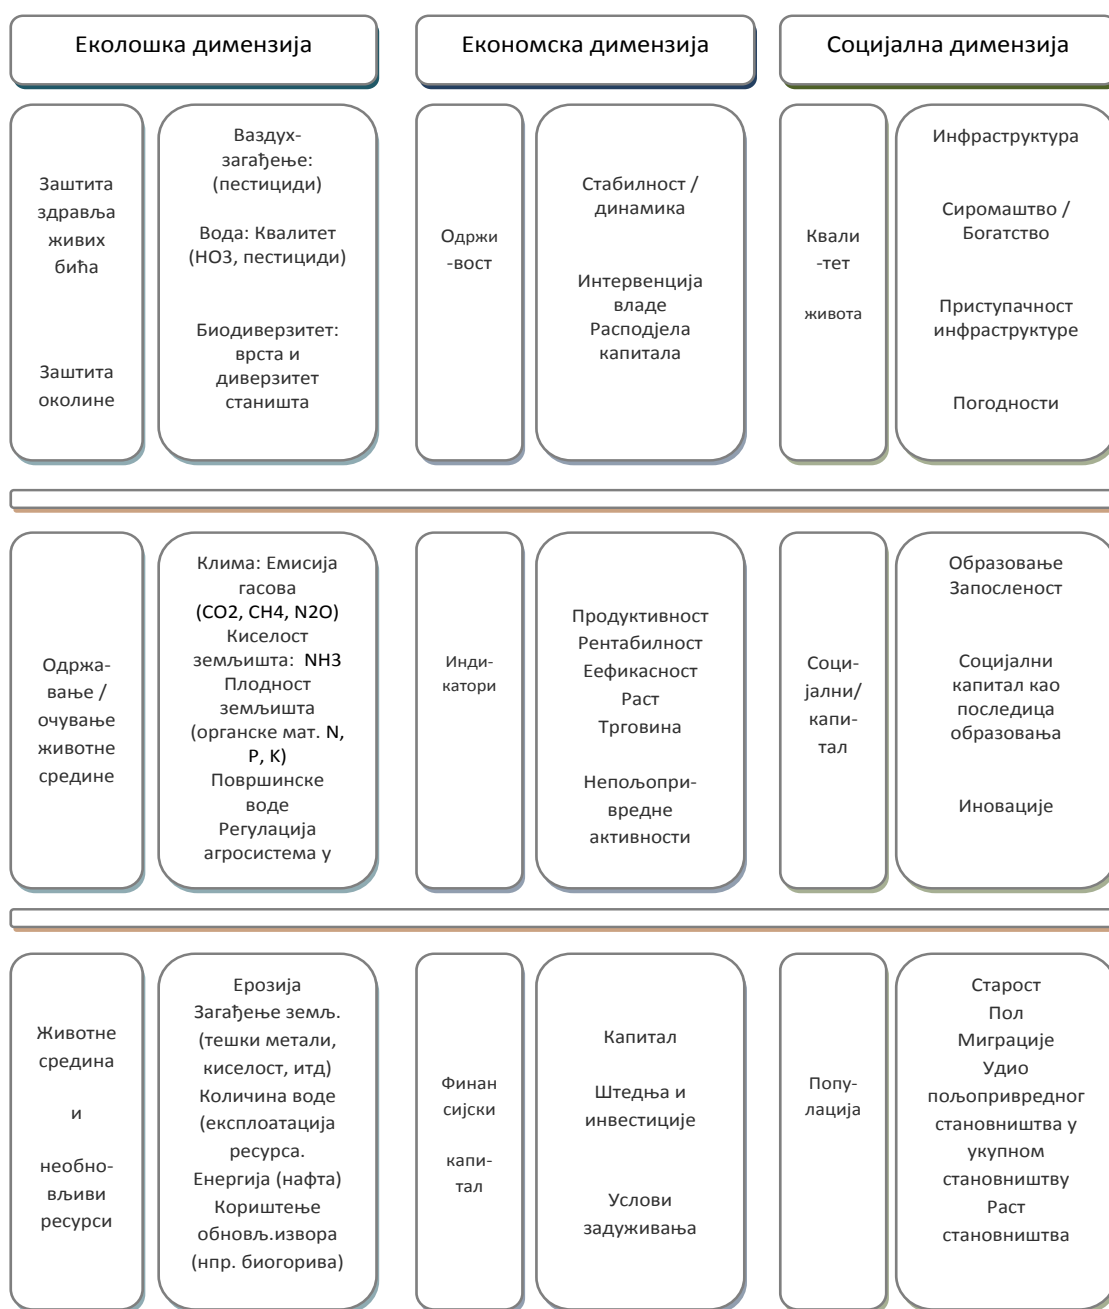 Еколошка димензија
Економска димензија
Социјална димензија
Заштита
здравља
живих
бића
Заштита
околине
Ваздух-
загађење:
(пестициди)
Вода: Квалитет
(НО3, пестициди)
Биодиверзитет:
врста и
диверзитет
станишта
Одржи
-вост
Стабилност /
динамика
Интервенција
владе
Расподјела
капитала
Квали
-тет
живота
Инфраструктура
Сиромаштво /
Богатство
Приступачност
инфраструктуре
Погодности
Одржа-
вање /
очување
животне
средине
Клима: Емисија
гасова
(CO2, CH4, N2O)
Киселост
земљишта: NH3
Плодност
земљишта
(органске мат. N,
P, K)
Површинске
воде
Регулација
агросистема у
Инди-
катори
Продуктивност
Рентабилност
Еефикасност
Раст
Трговина
Непољопри-
вредне
активности
Соци-
јални/
капи-
тал
Образовање
Запосленост
Социјални
капитал као
последица
образовања
Иновације
Животне
средина
и
необно-
вљиви
ресурси
Ерозија
Загађење земљ.
(тешки метали,
киселост, итд)
Количина воде
(експлоатација
ресурса.
Енергија (нафта)
Кориштење
обновљ.извора
(нпр. биогорива)
Финан
сијски
капи-
тал
Капитал
Штедња и
инвестиције
Услови
задуживања
Попу-
лација
Старост
Пол
Миграције
Удио
пољопривредног
становништва у
укупном
становништву
Раст
становништва